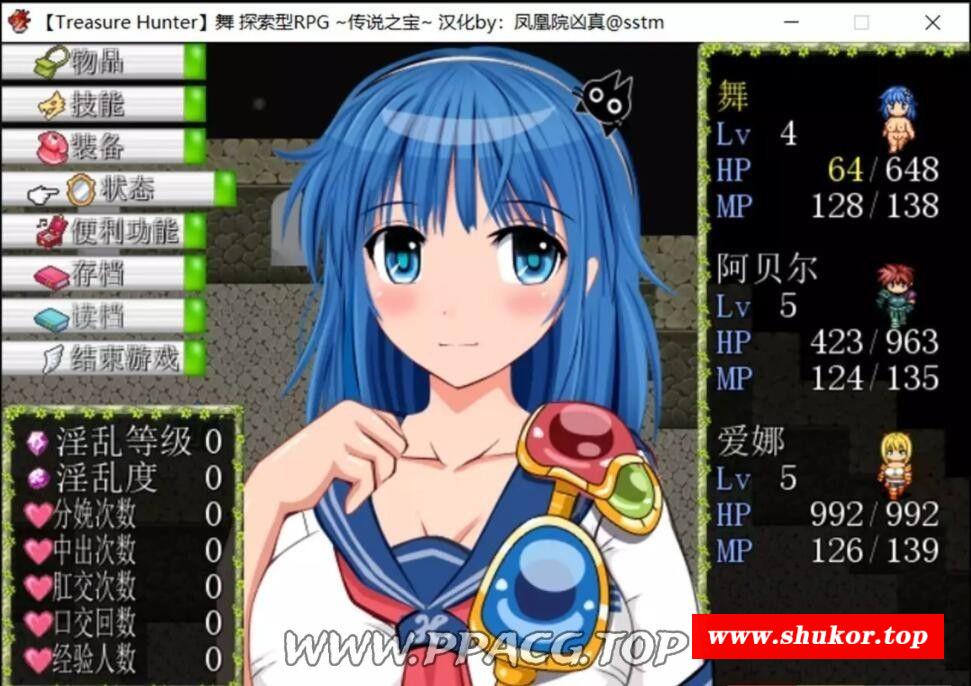 【Treasure Hunter】舞 探索型RPG ~传说之宝~ 汉化by：凤凰院凶真@sstm
物品
技能
装备
状态
便利功能
存档
读档
结束游戏
淫乱等级 0
淫乱度 0
分娩次数 0
中出次数 0
肛交次数 0
口交回数 0
经验人数 0
舞
Lv 4
HP 64/648
MP 128/138
阿贝尔
Lv 5
HP 423/963
MP 124/135
爱娜
Lv 5
HP 992/992
MP 126/139
WWW.PPACG.TOP
www.shukor.top